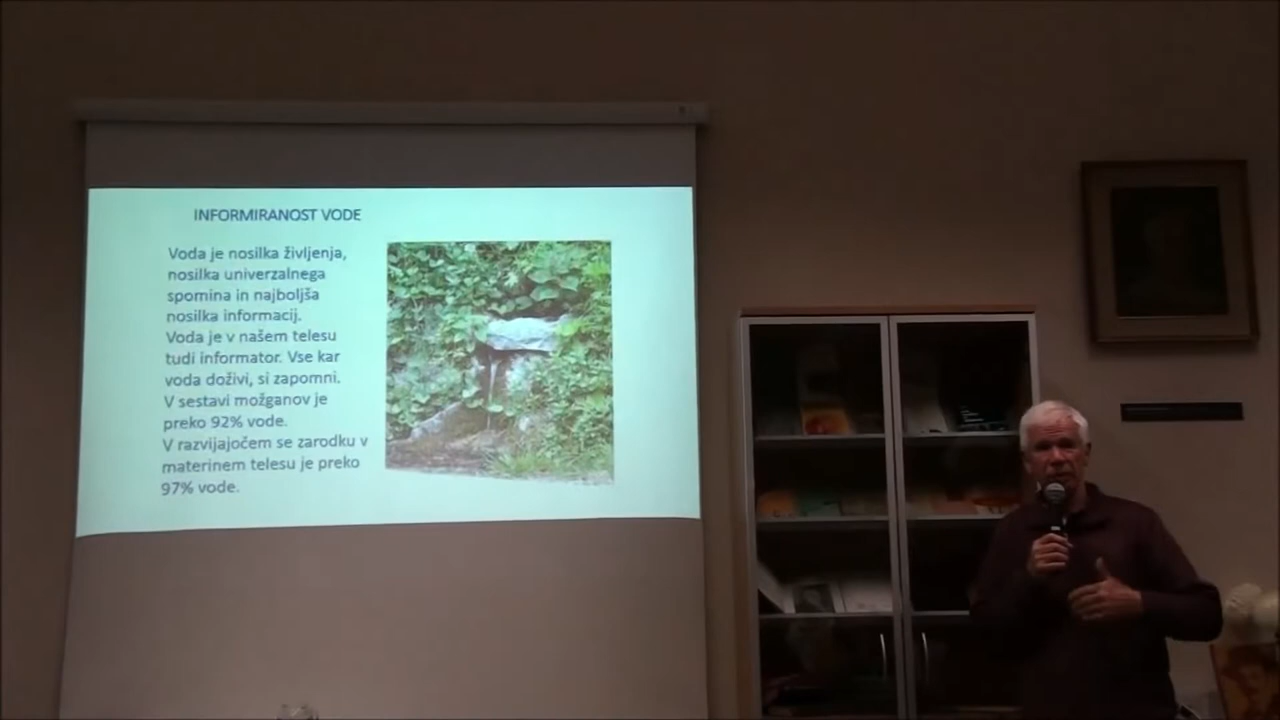 INFORMIRANOST VODE
Voda je nosilka življenja,
nosilka univerzalnega
spomina in najboljša
nosilka informacij.
Voda je v našem telesu
tudi informator. Vse kar
voda doživi, si zapomni.
V sestavi možganov je
preko 92% vode.
V razvijajočem se zarodku v
materinem telesu je preko
97% vode.